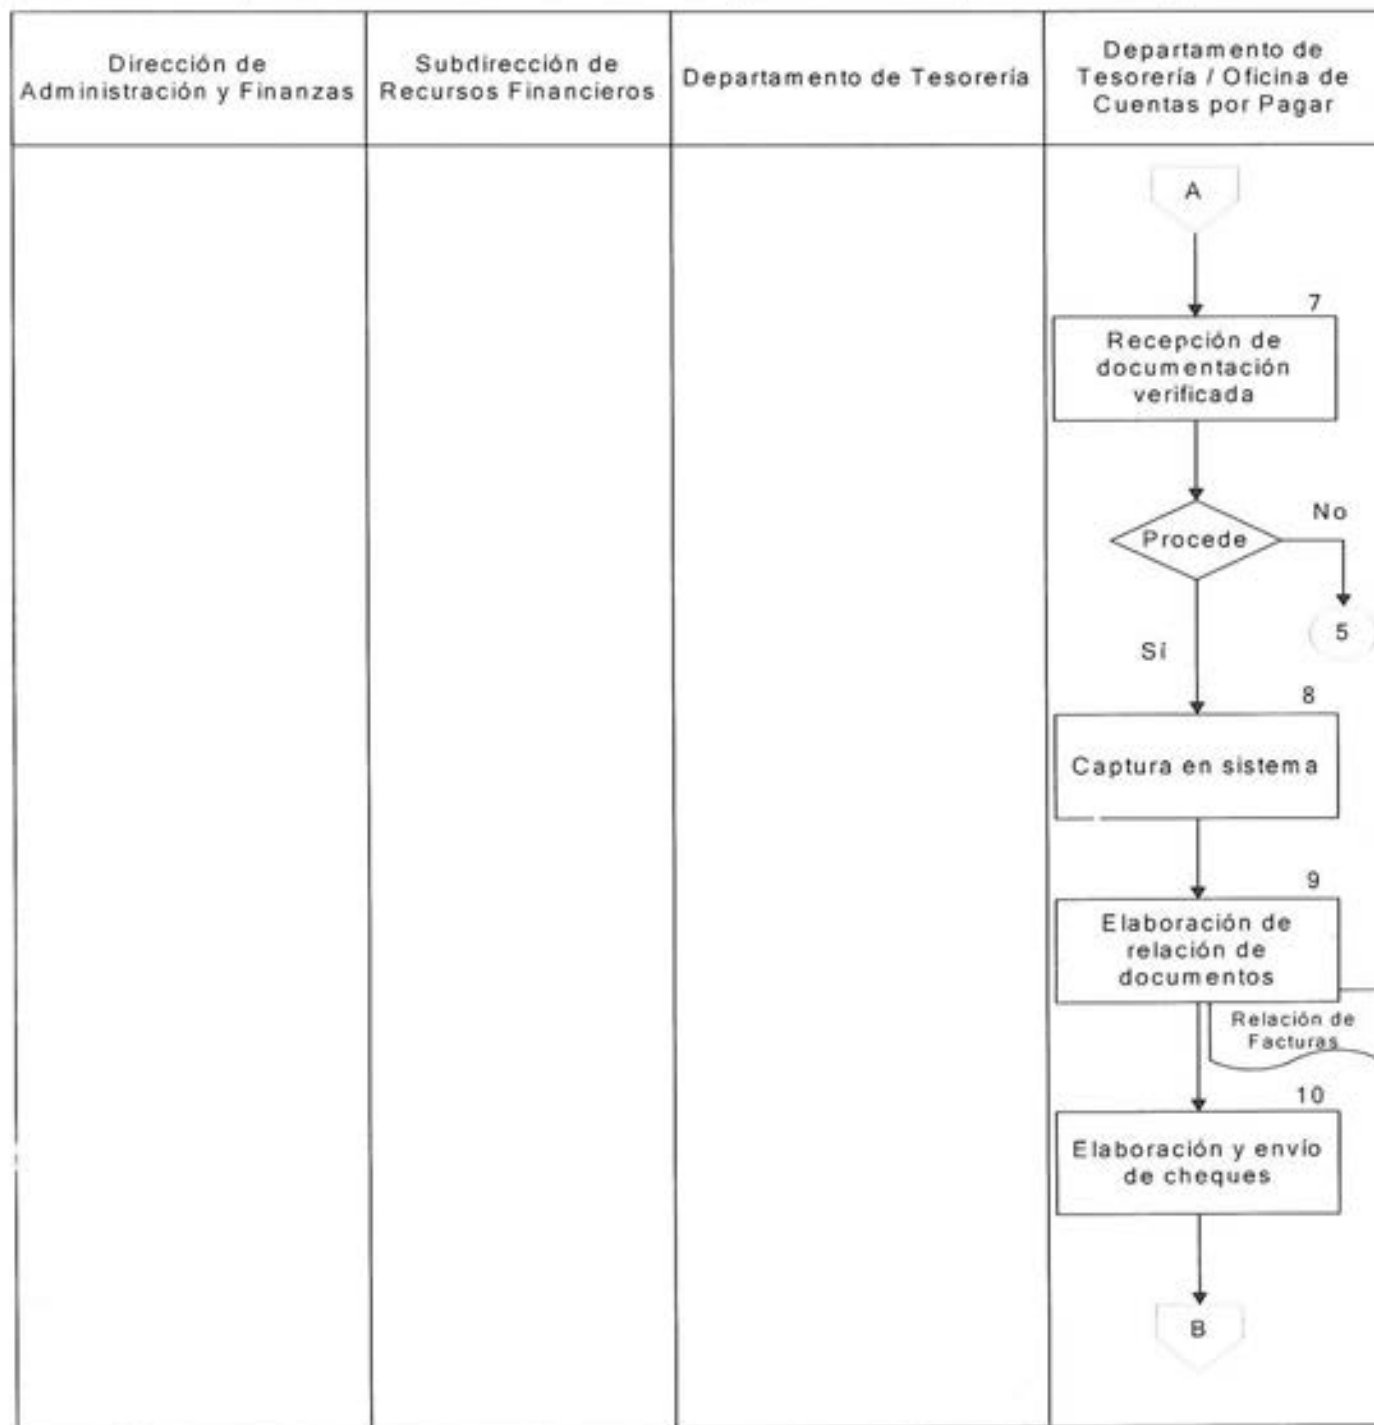 Dirección de
Administración y Finanzas
Subdirección de
Recursos Financieros
Departamento de Tesorería
Departamento de
Tesorería / Oficina de
Cuentas por Pagar
A
7
Recepción de
documentación
verificada
Procede
No
5
Sí
8
Captura en sistema
9
Elaboración de
relación de
documentos
Relación de
Facturas
10
Elaboración y envío
de cheques
B